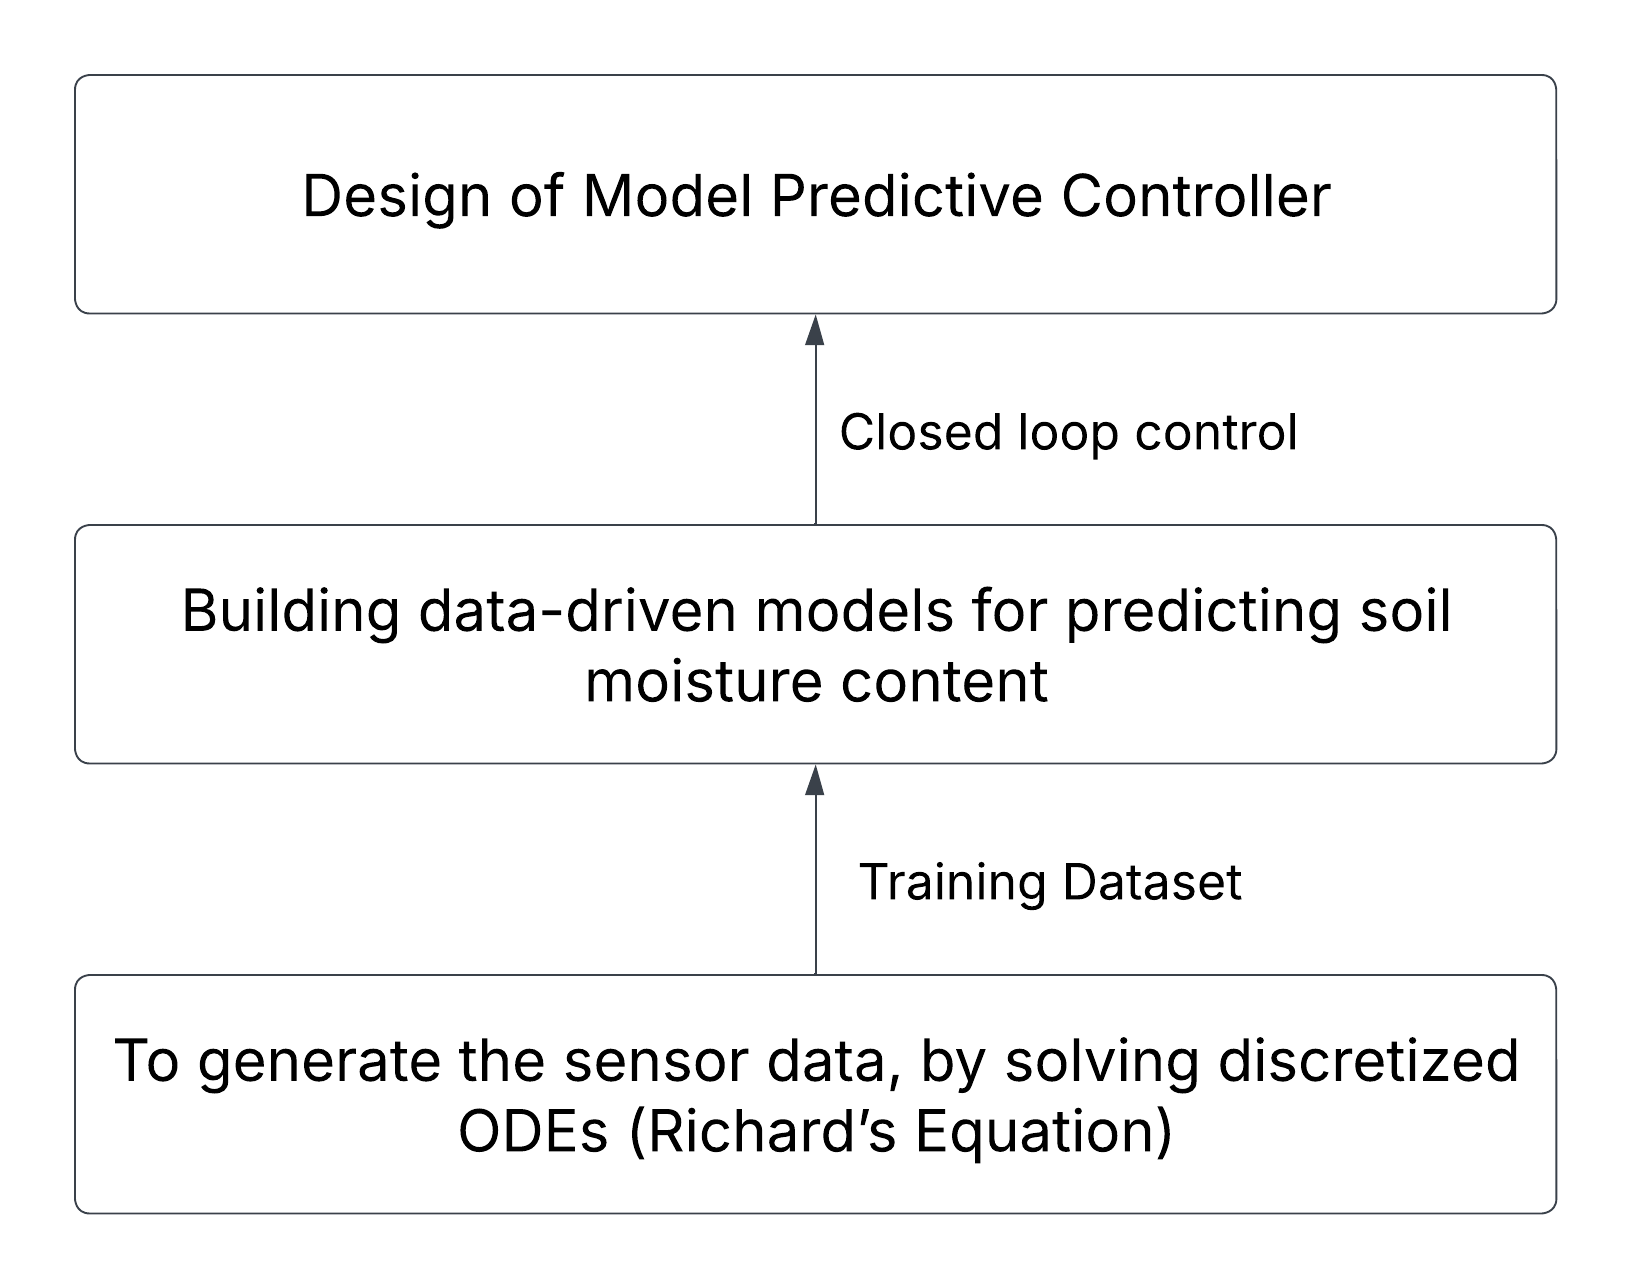 Design of Model Predictive Controller
Closed loop control
Building data-driven models for predicting soil
moisture content
Training Dataset
To generate the sensor data, by solving discretized
ODEs (Richard’s Equation)